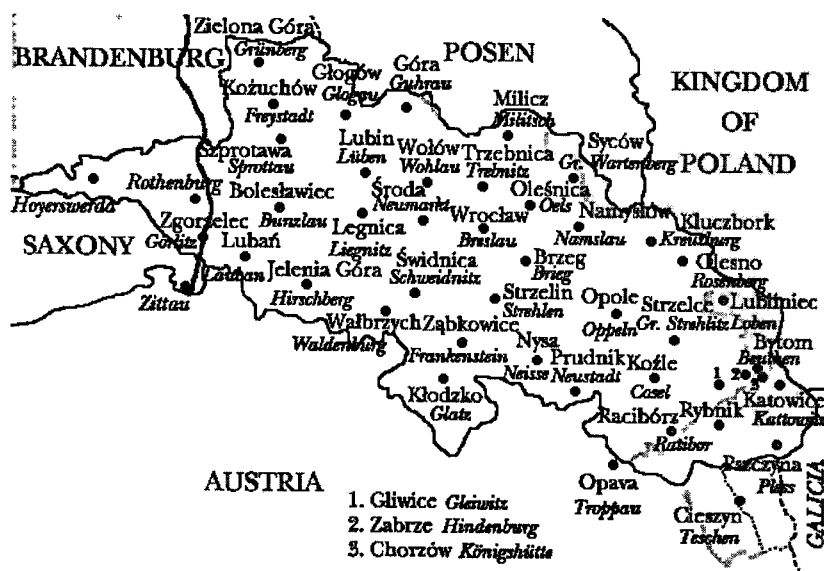 Zielona Góra
Grünberg
BRANDENBURG
POSEN
Głogów
Glogau
Góra
Guhrau
KINGDOM
OF
POLAND
Kożuchów
Freystadt
Milicz
Militsch
Szprotawa
Sprottau
Lubin
Lüben
Wołów
Wohlau
Trzebnica
Trebnitz
Syców
Gr. Wartenberg
Hoyerswerda
Rothenburg
Bolesławiec
Bunzlau
Środa
Neumarkt
Oleśnica
Oels
Namysłów
Namslau
Kluczbork
Kreuzburg
SAXONY
Zgorzelec
Görlitz
Lubań
Lauban
Legnica
Liegnitz
Wrocław
Breslau
Olesno
Rosenberg
Zittau
Jelenia Góra
Hirschberg
Świdnica
Schweidnitz
Brzeg
Brieg
Strzelin
Strehlen
Opole
Oppeln
Strzelce
Gr. Strehlitz
Lubliniec
Loben
Wałbrzych
Waldenburg
Ząbkowice
Frankenstein
Nysa
Neisse
Prudnik
Neustadt
Koźle
Cosel
Bytom
Beuthen
1
2
3
Katowice
Kattowitz
Kłodzko
Glatz
Racibórz
Ratibor
Rybnik
Pszczyna
Pless
AUSTRIA
Opava
Troppau
Cieszyn
Teschen
GALICIA
1. Gliwice Gleiwitz
2. Zabrze Hindenburg
3. Chorzów Königshütte